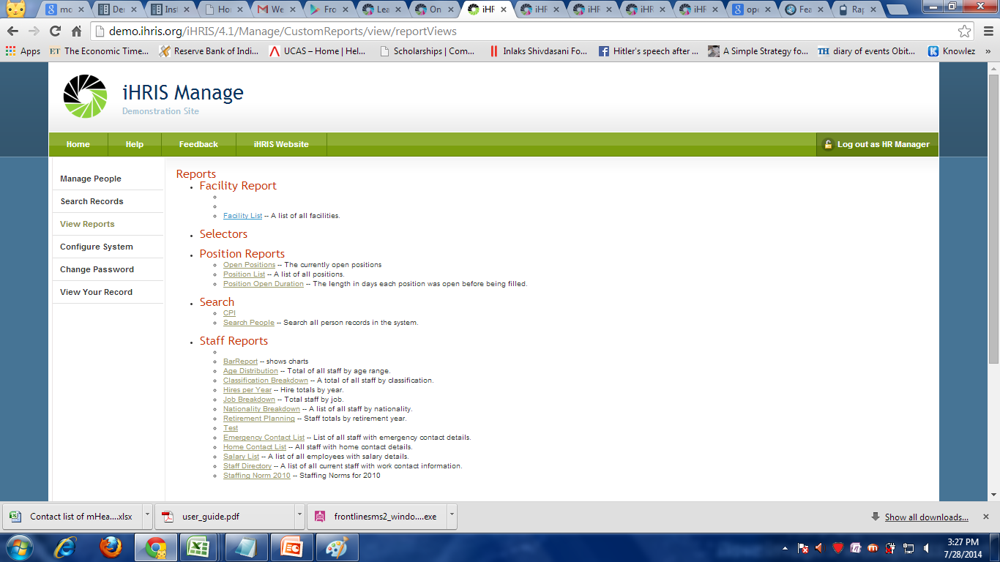 mo
Der
Inst
Hor
We
Fro
Lea
On
iHR
iHR
iHR
iHR
iHR
ope
Fea
Rap
demo.ihris.org/iHRIS/4.1/Manage/CustomReports/view/reportViews
Apps
ET The Economic Time...
Reserve Bank of Indi...
UCAS – Home | Hel...
Scholarships | Com...
Inlaks Shivdasani Fo...
Hitler's speech after ...
A Simple Strategy fo...
TH diary of events Obit...
Knowlez
»
iHRIS Manage
Demonstration Site
Home
Help
Feedback
iHRIS Website
Log out as HR Manager
Manage People
Search Records
View Reports
Configure System
Change Password
View Your Record
Reports
Facility Report
Facility List -- A list of all facilities.
Selectors
Position Reports
Open Positions -- The currently open positions
Position List -- A list of all positions.
Position Open Duration -- The length in days each position was open before being filled.
Search
CPI
Search People -- Search all person records in the system.
Staff Reports
BarReport -- shows charts
Age Distribution -- Total of all staff by age range.
Classification Breakdown -- A total of all staff by classification.
Hires per Year -- Hire totals by year.
Job Breakdown -- Total staff by job.
Nationality Breakdown -- A list of all staff by nationality.
Retirement Planning -- Staff totals by retirement year.
Test
Emergency Contact List -- List of all staff with emergency contact details.
Home Contact List -- All staff with home contact details.
Salary List -- A list of all employees with salary details.
Staff Directory -- A list of all current staff with work contact information.
Staffing Norm 2010 -- Staffing Norms for 2010
Contact list of mHea....xlsx
user_guide.pdf
frontlinesms2_windo....exe
Show all downloads...
3:27 PM
7/28/2014